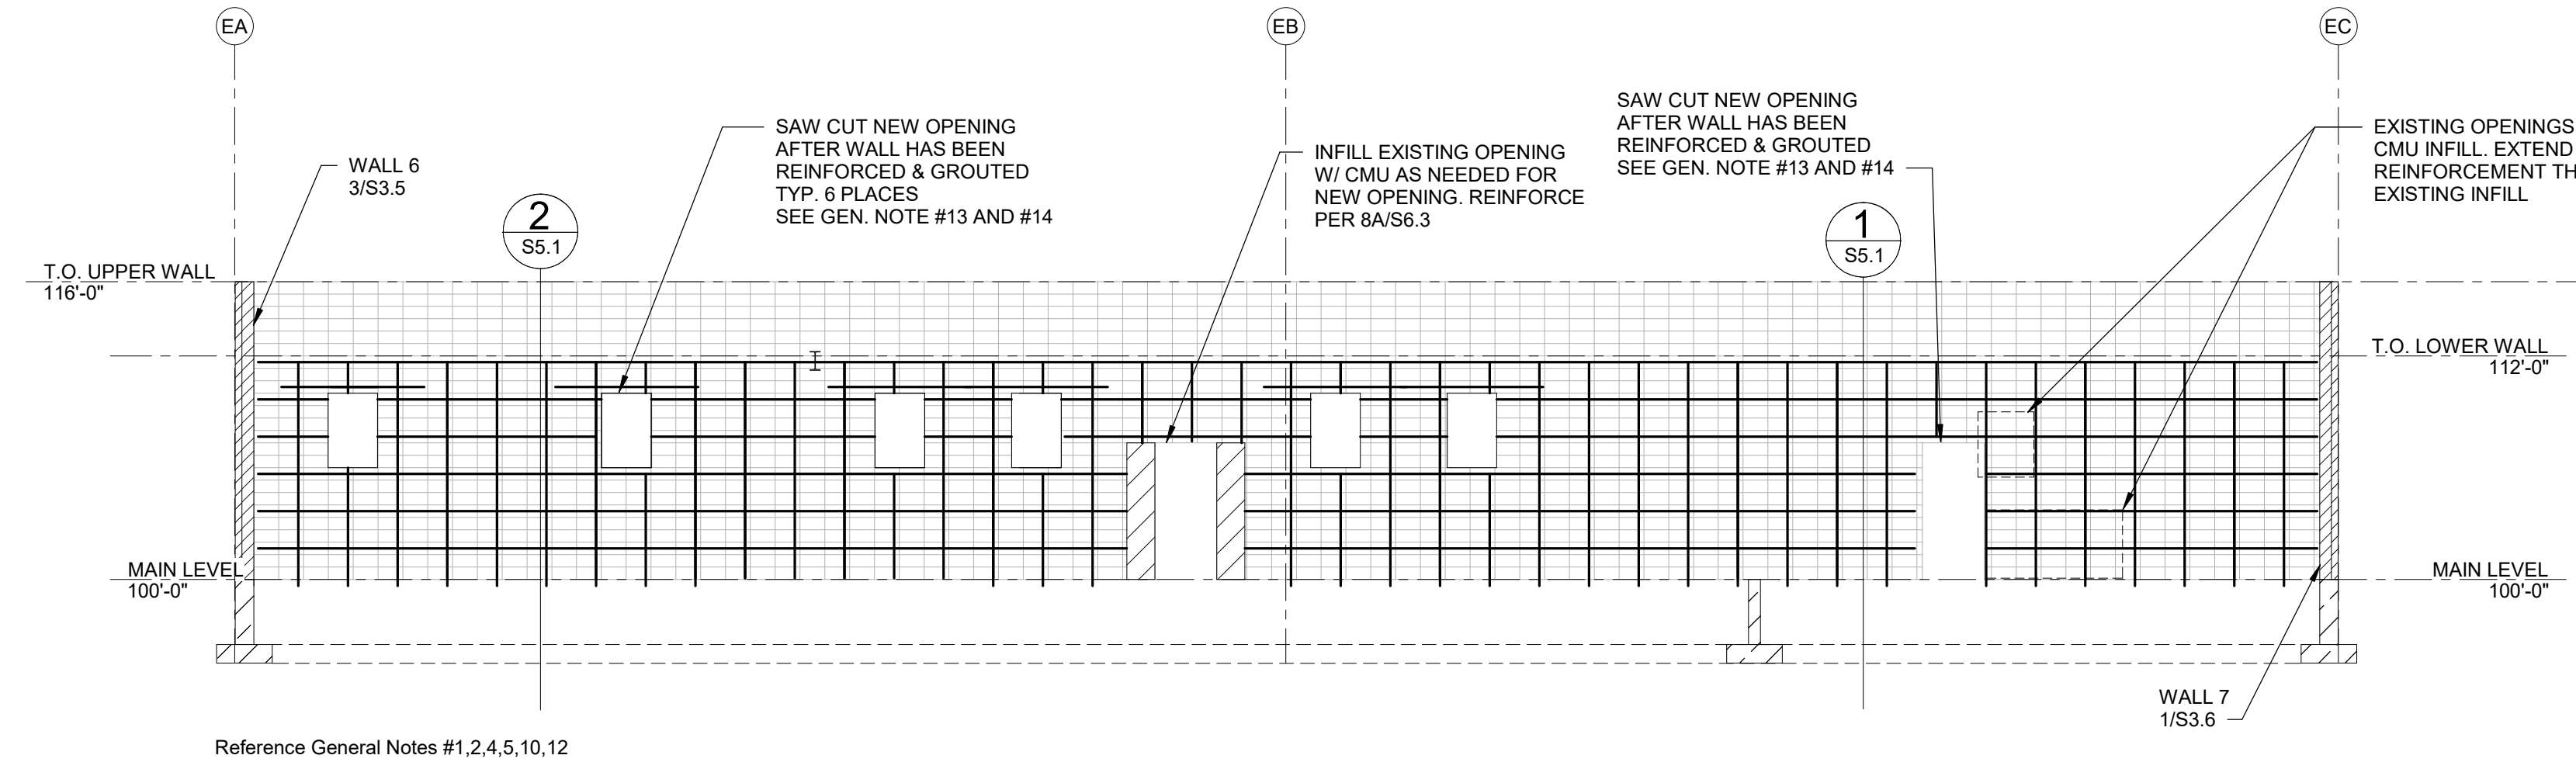 EA
EB
EC
SAW CUT NEW OPENING
AFTER WALL HAS BEEN
REINFORCED & GROUTED
TYP. 6 PLACES
SEE GEN. NOTE #13 AND #14
SAW CUT NEW OPENING
AFTER WALL HAS BEEN
REINFORCED & GROUTED
SEE GEN. NOTE #13 AND #14
EXISTING OPENINGS
CMU INFILL. EXTEND
REINFORCEMENT TH
EXISTING INFILL
INFILL EXISTING OPENING
W/ CMU AS NEEDED FOR
NEW OPENING. REINFORCE
PER 8A/S6.3
WALL 6
3/S3.5
2
S5.1
1
S5.1
T.O. UPPER WALL
116'-0"
T.O. LOWER WALL
112'-0"
MAIN LEVEL
100'-0"
MAIN LEVEL
100'-0"
WALL 7
1/S3.6
Reference General Notes #1,2,4,5,10,12